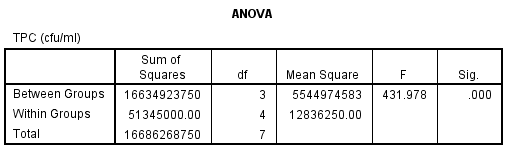 ANOVA
TPC (cfu/ml)
Sum of Squares df Mean Square F Sig.
Between Groups 16634923750 3 5544974583 431.978 .000
Within Groups 51345000.00 4 12836250.00
Total 16686268750 7